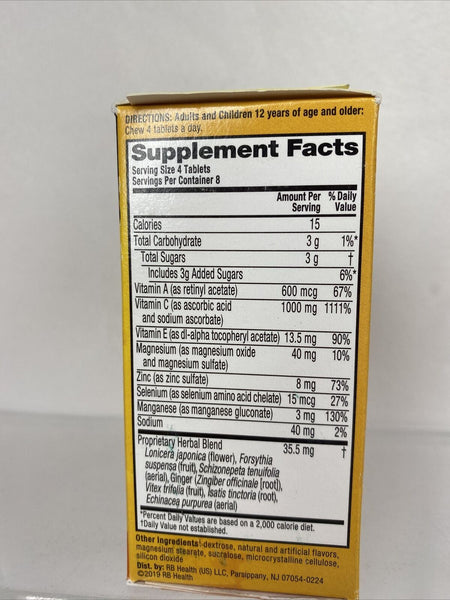 DIRECTIONS: Adults and Children 12 years of age and older:
Chew 4 tablets a day.
Supplement Facts
Serving Size 4 Tablets
Servings Per Container 8
Amount Per Serving % Daily Value
Calories 15
Total Carbohydrate 3 g 1%*
Total Sugars 3 g †
Includes 3g Added Sugars 6%*
Vitamin A (as retinyl acetate) 600 mcg 67%
Vitamin C (as ascorbic acid 1000 mg 1111%
and sodium ascorbate)
Vitamin E (as dl-alpha tocopheryl acetate) 13.5 mg 90%
Magnesium (as magnesium oxide 40 mg 10%
and magnesium sulfate)
Zinc (as zinc sulfate) 8 mg 73%
Selenium (as selenium amino acid chelate) 15 mcg 27%
Manganese (as manganese gluconate) 3 mg 130%
Sodium 40 mg 2%
Proprietary Herbal Blend 35.5 mg †
Lonicera japonica (flower), Forsythia
suspensa (fruit), Schizonepeta tenuifolia
(aerial), Ginger (Zingiber officinale [root]),
Vitex trifolia (fruit), Isatis tinctoria (root),
Echinacea purpurea (aerial)
*Percent Daily Values are based on a 2,000 calorie diet.
†Daily Value not established.
Other Ingredients: dextrose, natural and artificial flavors,
magnesium stearate, sucralose, microcrystalline cellulose,
silicon dioxide
Dist. by: RB Health (US) LLC, Parsippany, NJ 07054-0224
©2019 RB Health